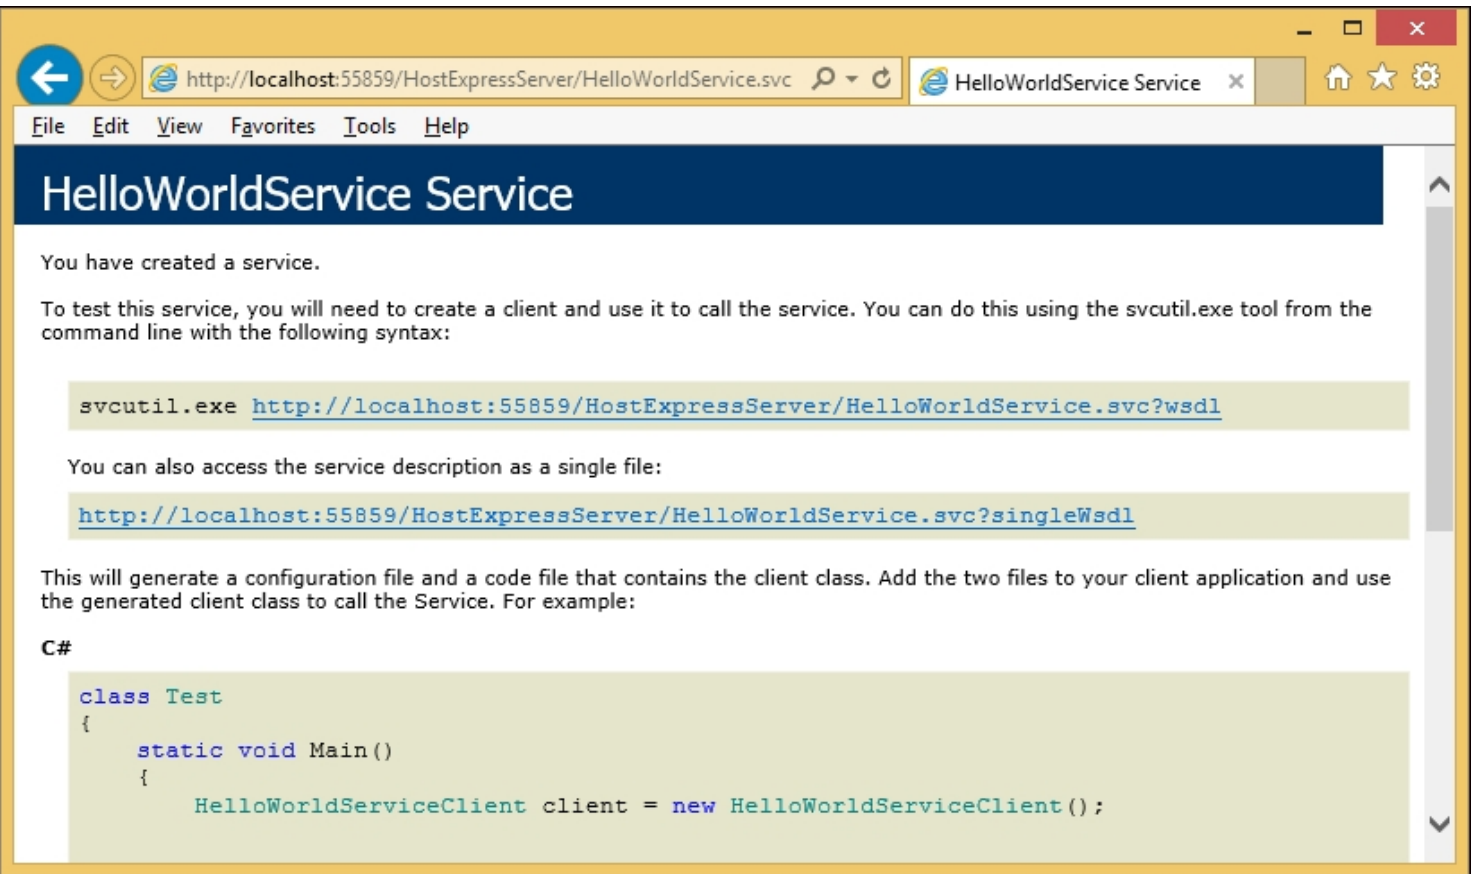 http://localhost:55859/HostExpressServer/HelloWorldService.svc
HelloWorldService Service
File Edit View Favorites Tools Help
HelloWorldService Service
You have created a service.
To test this service, you will need to create a client and use it to call the service. You can do this using the svcutil.exe tool from the
command line with the following syntax:
svcutil.exe http://localhost:55859/HostExpressServer/HelloWorldService.svc?wsdl
You can also access the service description as a single file:
http://localhost:55859/HostExpressServer/HelloWorldService.svc?singleWsdl
This will generate a configuration file and a code file that contains the client class. Add the two files to your client application and use
the generated client class to call the Service. For example:
C#
class Test
{
static void Main()
{
HelloWorldServiceClient client = new HelloWorldServiceClient();